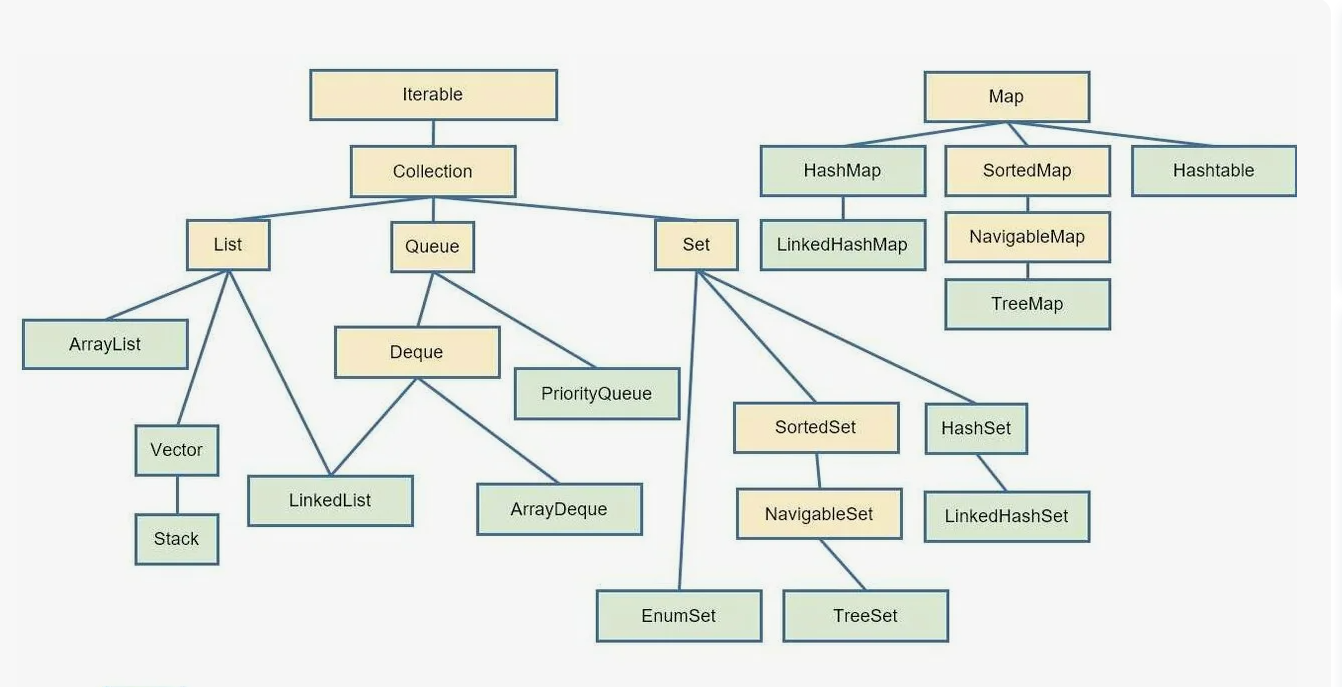 Iterable
Map
Collection
HashMap
SortedMap
Hashtable
List
Queue
Set
LinkedHashMap
NavigableMap
TreeMap
ArrayList
Deque
PriorityQueue
SortedSet
HashSet
Vector
LinkedList
ArrayDeque
NavigableSet
LinkedHashSet
Stack
EnumSet
TreeSet